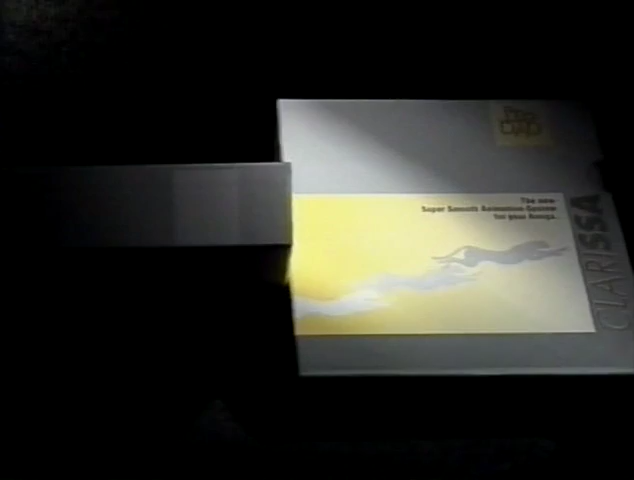 The new
Super Smooth Animation-System
for your Amiga...
CLARISSA